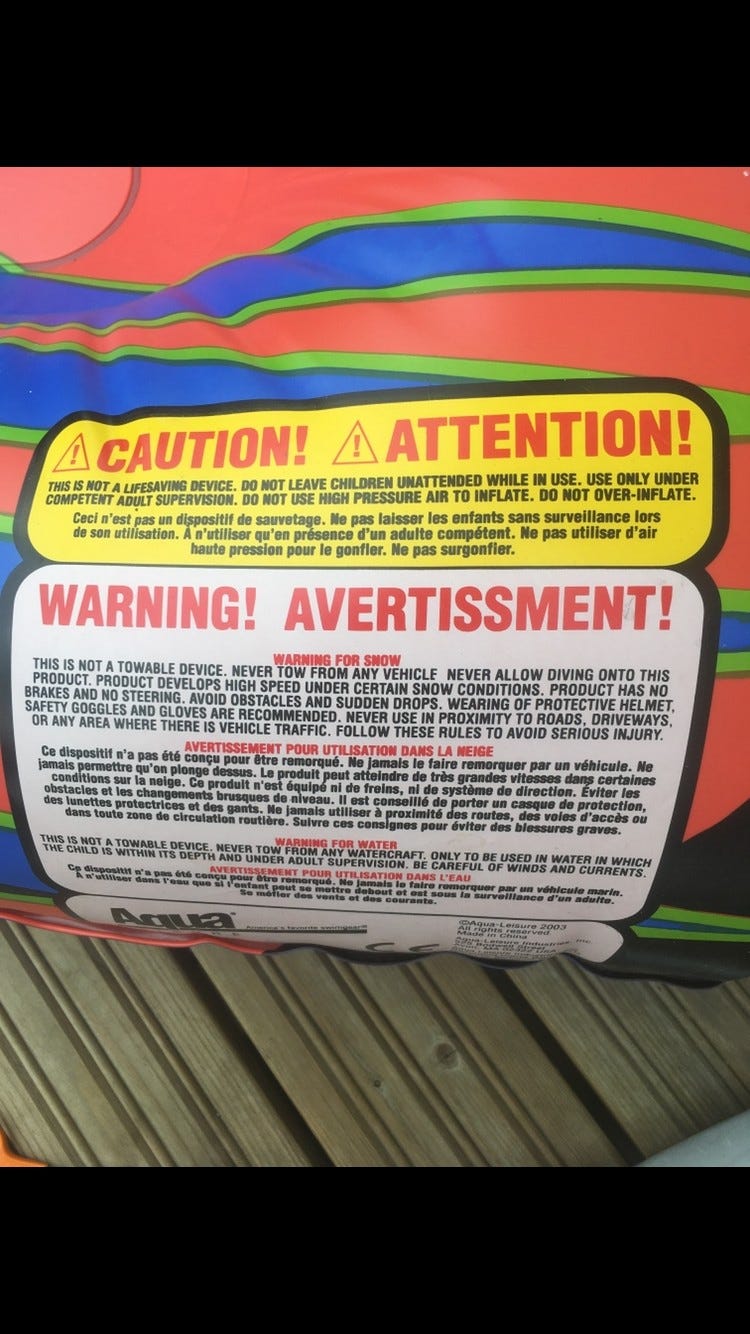 CAUTION! ATTENTION!
THIS IS NOT A LIFESAVING DEVICE. DO NOT LEAVE CHILDREN UNATTENDED WHILE IN USE. USE ONLY UNDER
COMPETENT ADULT SUPERVISION. DO NOT USE HIGH PRESSURE AIR TO INFLATE. DO NOT OVER-INFLATE.
Ceci n'est pas un dispositif de sauvetage. Ne pas laisser les enfants sans surveillance lors
de son utilisation. A n'utiliser qu'en présence d'un adulte compétent. Ne pas utiliser d'air
haute pression pour le gonfler. Ne pas surgonfier.
WARNING! AVERTISSMENT!
WARNING FOR SNOW
THIS IS NOT A TOWABLE DEVICE. NEVER TOW FROM ANY VEHICLE NEVER ALLOW DIVING ONTO THIS
PRODUCT. PRODUCT DEVELOPS HIGH SPEED UNDER CERTAIN SNOW CONDITIONS. PRODUCT HAS NO
BRAKES AND NO STEERING. AVOID OBSTACLES AND SUDDEN DROPS. WEARING OF PROTECTIVE HELMET,
SAFETY GOGGLES AND GLOVES ARE RECOMMENDED. NEVER USE IN PROXIMITY TO ROADS, DRIVEWAYS,
OR ANY AREA WHERE THERE IS VEHICLE TRAFFIC. FOLLOW THESE RULES TO AVOID SERIOUS INJURY.
AVERTISSEMENT POUR UTILISATION DANS LA NEIGE
Ce dispositif n'a pas été conçu pour être remorqué. Ne jamais le faire remorquer par un véhicule. Ne
jamais permettre qu'on plonge dessus. Le produit peut atteindre de très grandes vitesses dans certaines
conditions sur la neige. Ce produit n'est équipé ni de freins, ni de système de direction. Éviter les
obstacles et les changements brusques de niveau. Il est conseillé de porter un casque de protection,
des lunettes protectrices et des gants. Ne jamais utiliser à proximité des routes, des voies d'accès ou
dans toute zone de circulation routière. Suivre ces consignes pour éviter des blessures graves.
WARNING FOR WATER
THIS IS NOT A TOWABLE DEVICE. NEVER TOW FROM ANY WATERCRAFT. ONLY TO BE USED IN WATER IN WHICH
THE CHILD IS WITHIN ITS DEPTH AND UNDER ADULT SUPERVISION. BE CAREFUL OF WINDS AND CURRENTS.
AVERTISSEMENT POUR UTILISATION DANS L'EAU
Ce dispositif n'a pas été conçu pour être remorqué. Ne jamais le faire remorquer par un véhicule marin.
A n'utiliser dans l'eau que si l'enfant peut se mettre debout et est sous la surveillance d'un adulte.
Se méfier des vents et des courants.
Aqua
America's favorite swimgear®
CE
©Aqua-Leisure 2003
All rights reserved.
Made in China
Aqua-Leisure Industries, Inc.